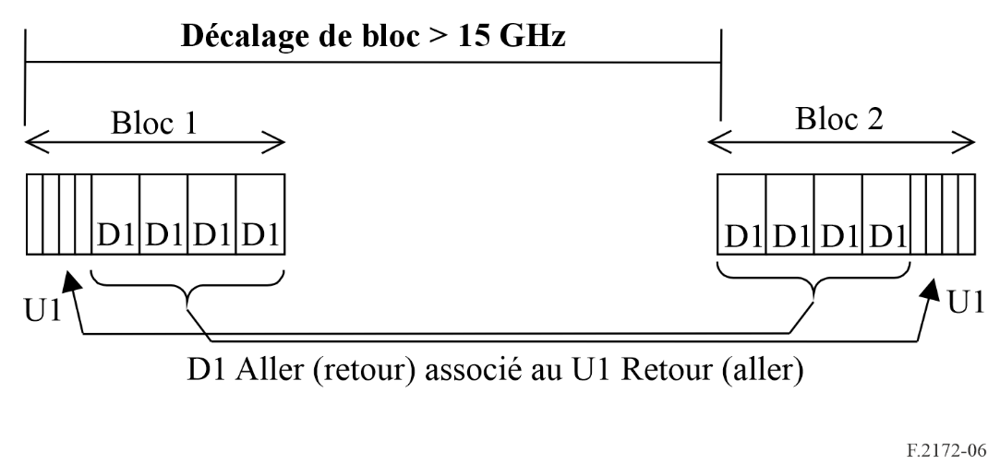 Décalage de bloc > 15 GHz
Bloc 1
Bloc 2
D1 D1 D1 D1
D1 D1 D1 D1
U1
U1
D1 Aller (retour) associé au U1 Retour (aller)
F.2172-06